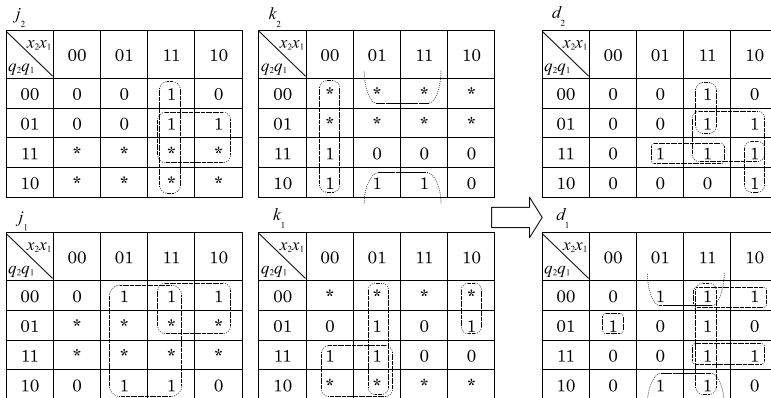 j₂ k₂ d₂
x₂x₁ 00 01 11 10 x₂x₁ 00 01 11 10 x₂x₁ 00 01 11 10
q₂q₁ q₂q₁ q₂q₁
00 0 0 1 0 00 * * * * 00 0 0 1 0
01 0 0 1 1 01 * * * * 01 0 0 1 1
11 * * * * 11 1 0 0 0 11 0 1 1 1
10 * * * * 10 1 1 1 0 10 0 0 0 1
j₁ k₁ d₁
x₂x₁ 00 01 11 10 x₂x₁ 00 01 11 10 x₂x₁ 00 01 11 10
q₂q₁ q₂q₁ q₂q₁
00 0 1 1 1 00 * * * * 00 0 1 1 1
01 * * * * 01 0 1 0 1 01 1 0 1 0
11 * * * * 11 1 1 0 0 11 0 0 1 1
10 0 1 1 0 10 * * * * 10 0 1 1 0